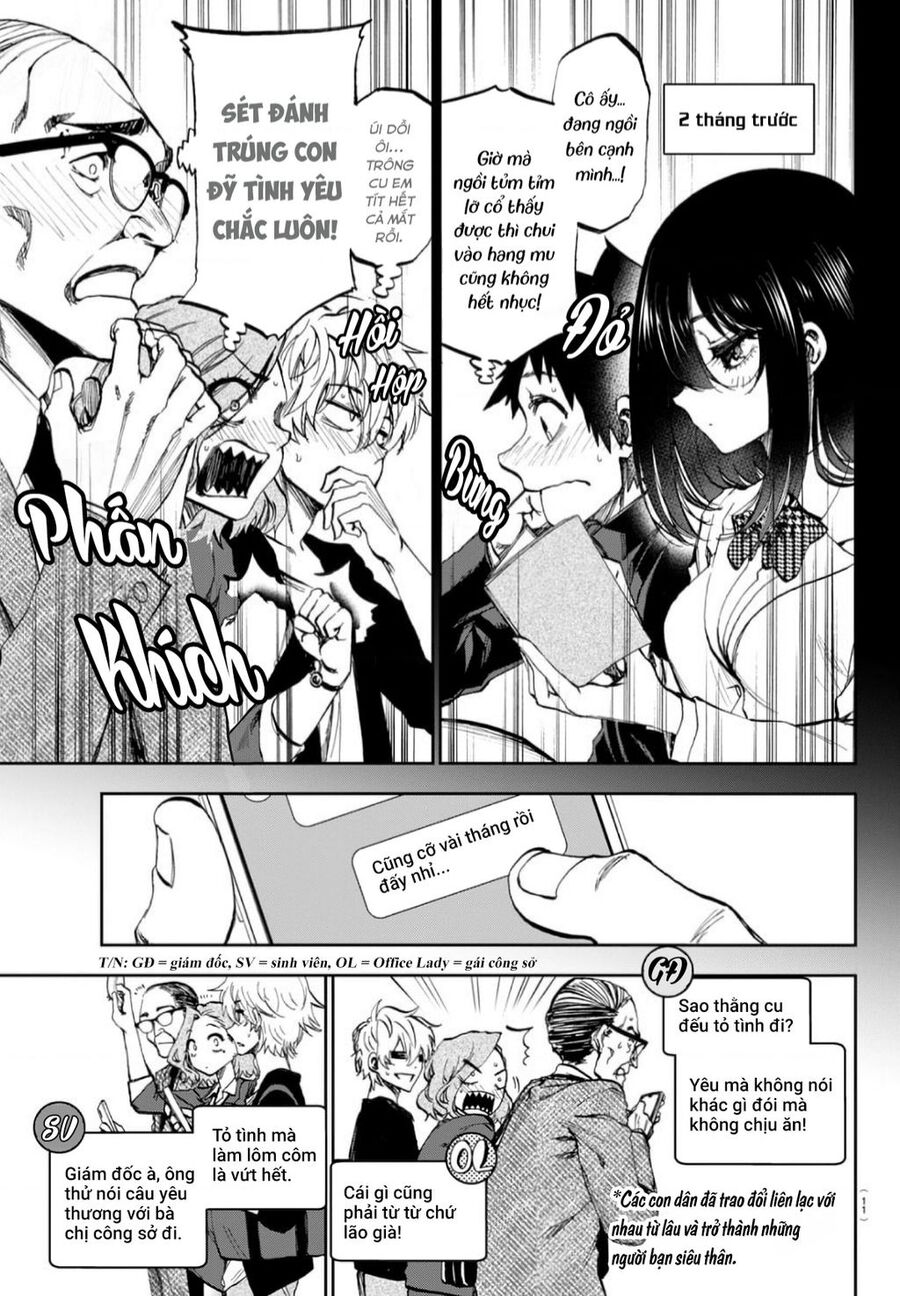 2 tháng trước
Cô ấy...
đang ngồi
bên cạnh
mình...!
Giờ mà
ngồi tủm tỉm
lỡ cổ thấy
được thì chui
vào hang mu
cũng không
hết nhục!
Đỏ
Bừng
ÚI DỒI
ÔI...
TRÔNG
CU EM
TÍT HẾT
CẢ MẮT
RỒI.
SÉT ĐÁNH
TRÚNG CON
ĐỸ TÌNH YÊU
CHẮC LUÔN!
Hồi
Hộp
Phấn
Khích
Cũng cỡ vài tháng rồi
đấy nhỉ...
T/N: GĐ = giám đốc, SV = sinh viên, OL = Office Lady = gái công sở
GĐ
Sao thằng cu
đếu tỏ tình đi?
Yêu mà không nói
khác gì đói mà
không chịu ăn!
OL
Cái gì cũng
phải từ từ chứ
lão già!
*Các con dân đã trao đổi liên lạc với
nhau từ lâu và trở thành những
người bạn siêu thân.
Tỏ tình mà
làm lôm côm
là vứt hết.
SV
Giám đốc à, ông
thử nói câu yêu
thương với bà
chị công sở đi.
(11)